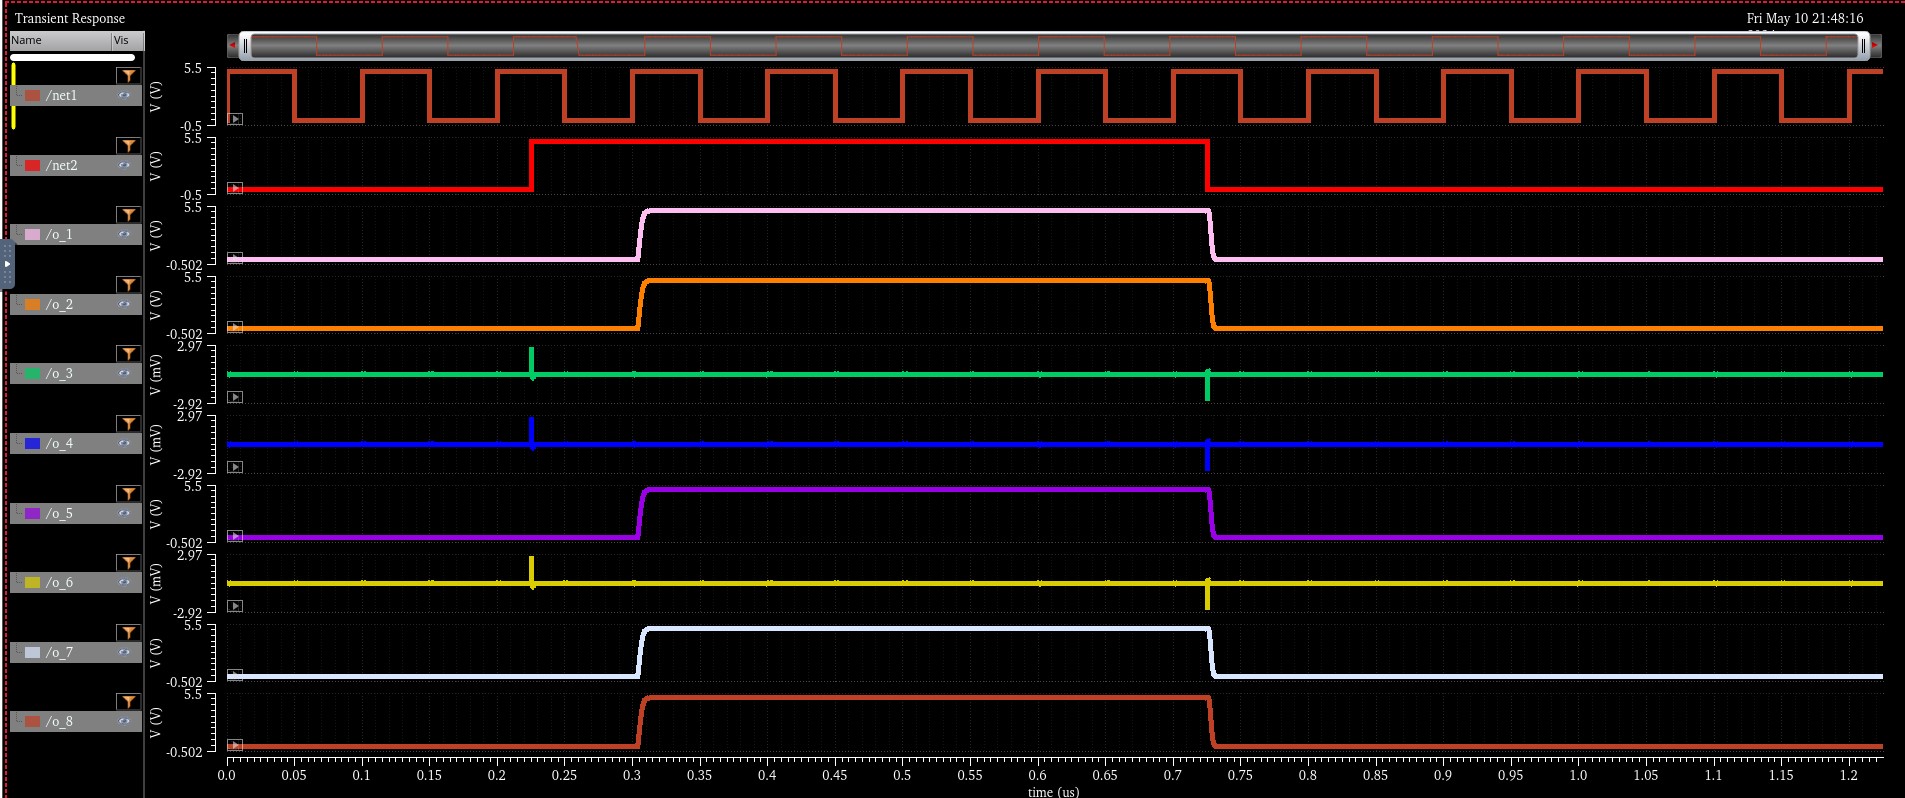 Transient Response
Fri May 10 21:48:16
Name Vis
/net1
5.5
V (V)
-0.5
/net2
5.5
V (V)
-0.5
/o_1
5.5
V (V)
-0.502
/o_2
5.5
V (V)
-0.502
/o_3
2.97
V (mV)
-2.92
/o_4
2.97
V (mV)
-2.92
/o_5
5.5
V (V)
-0.502
/o_6
2.97
V (mV)
-2.92
/o_7
5.5
V (V)
-0.502
/o_8
5.5
V (V)
-0.502
0.0 0.05 0.1 0.15 0.2 0.25 0.3 0.35 0.4 0.45 0.5 0.55 0.6 0.65 0.7 0.75 0.8 0.85 0.9 0.95 1.0 1.05 1.1 1.15 1.2
time (us)